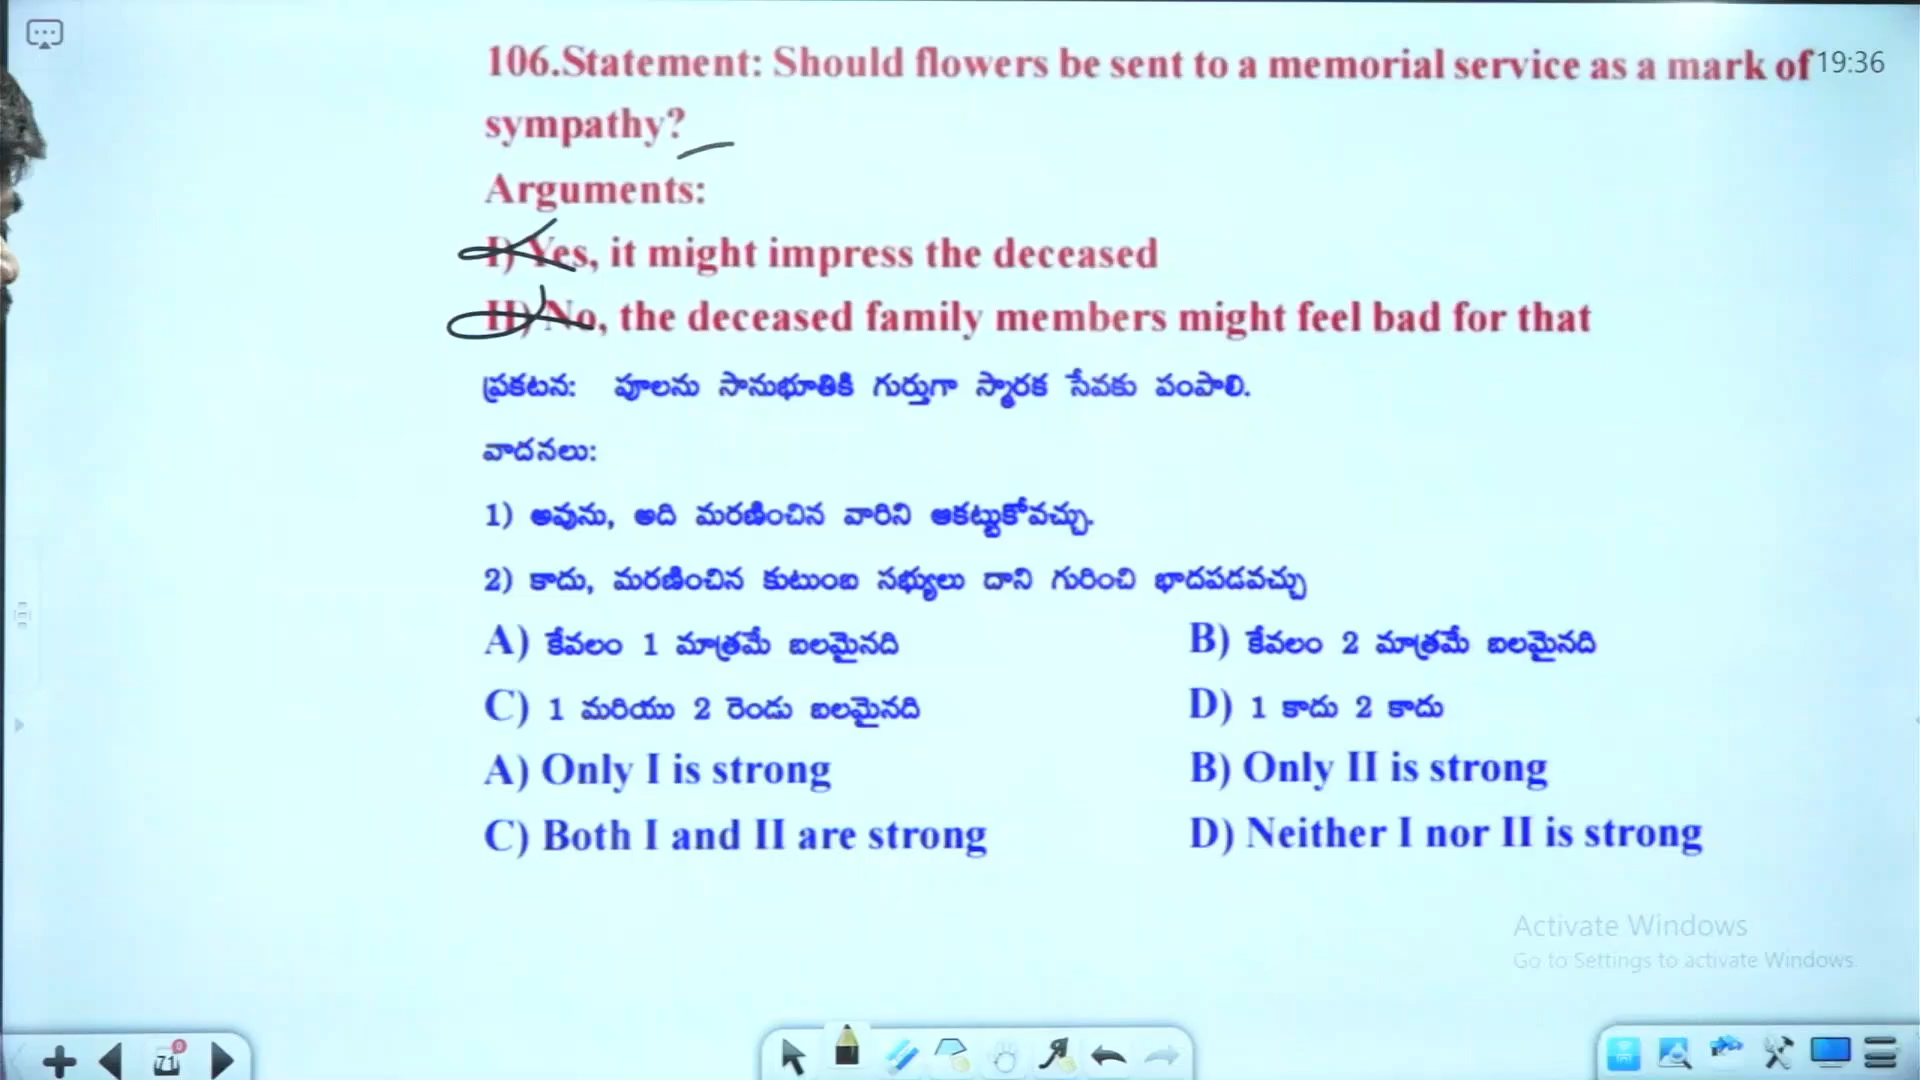 106.Statement: Should flowers be sent to a memorial service as a mark of
19:36
sympathy?
Arguments:
I) Yes, it might impress the deceased
II) No, the deceased family members might feel bad for that
ప్రకటన: పూలను సానుభూతికి గుర్తుగా స్మారక సేవకు పంపాలి.
వాదనలు:
1) అవును, అది మరణించిన వారిని ఆకట్టుకోవచ్చు.
2) కాదు, మరణించిన కుటుంబ సభ్యులు దాని గురించి భాదపడవచ్చు
A) కేవలం 1 మాత్రమే బలమైనది B) కేవలం 2 మాత్రమే బలమైనది
C) 1 మరియు 2 రెండు బలమైనది D) 1 కాదు 2 కాదు
A) Only I is strong B) Only II is strong
C) Both I and II are strong D) Neither I nor II is strong
Activate Windows
Go to Settings to activate Windows.
71
0